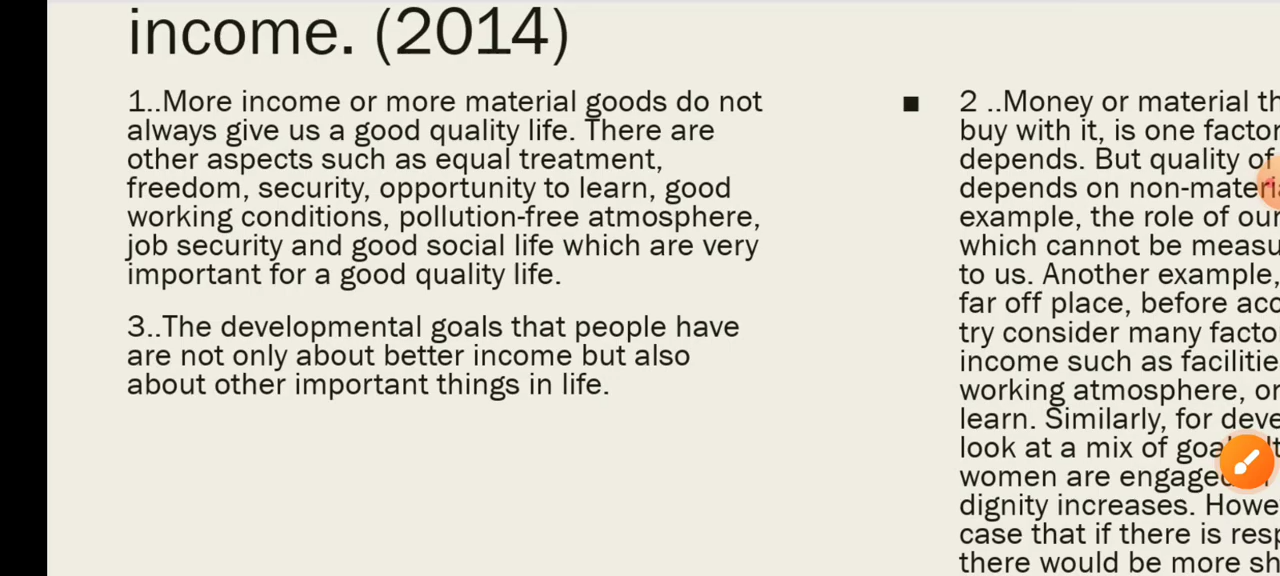 income. (2014)
1..More income or more material goods do not
always give us a good quality life. There are
other aspects such as equal treatment,
freedom, security, opportunity to learn, good
working conditions, pollution-free atmosphere,
job security and good social life which are very
important for a good quality life.
3..The developmental goals that people have
are not only about better income but also
about other important things in life.
■ 2 ..Money or material th
buy with it, is one factor
depends. But quality of
depends on non-materi
example, the role of our
which cannot be measu
to us. Another example,
far off place, before acc
try consider many facto
income such as facilitie
working atmosphere, or
learn. Similarly, for deve
look at a mix of goal
women are engaged
dignity increases. Howe
case that if there is resp
there would be more sh